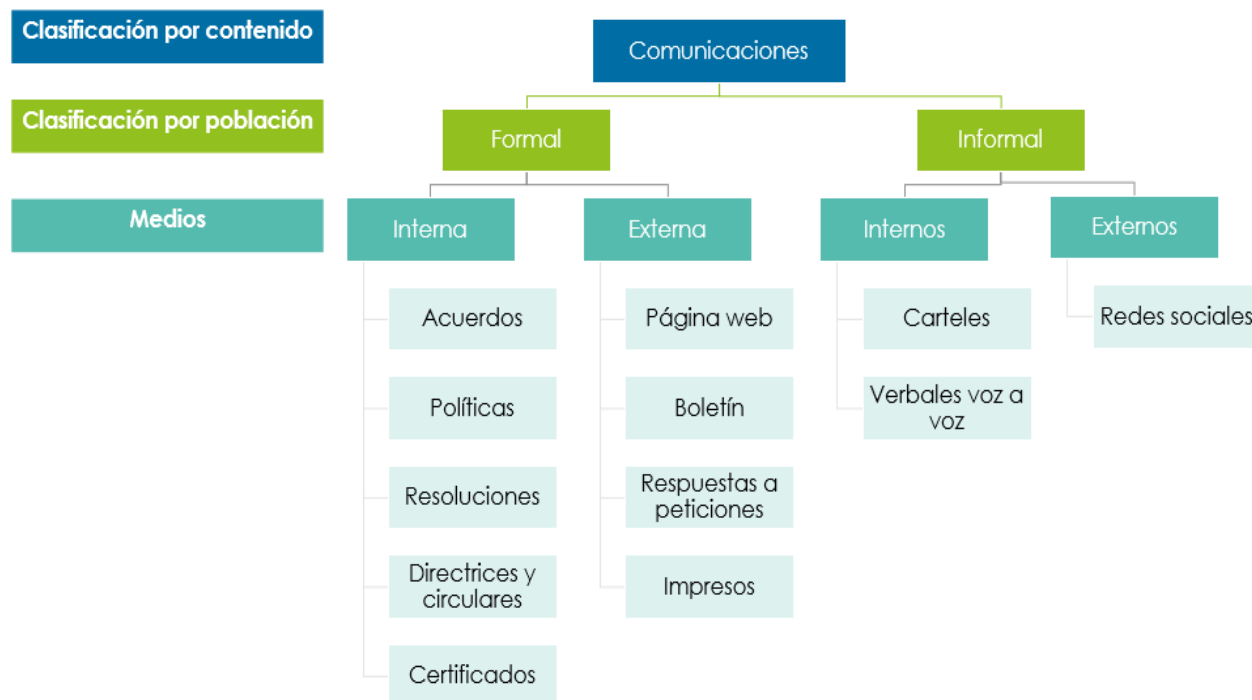 Clasificación por contenido
Comunicaciones
Clasificación por población
Formal
Informal
Medios
Interna
Externa
Internos
Externos
Acuerdos
Página web
Carteles
Redes sociales
Políticas
Boletín
Verbales voz a
voz
Resoluciones
Respuestas a
peticiones
Directrices y
circulares
Impresos
Certificados